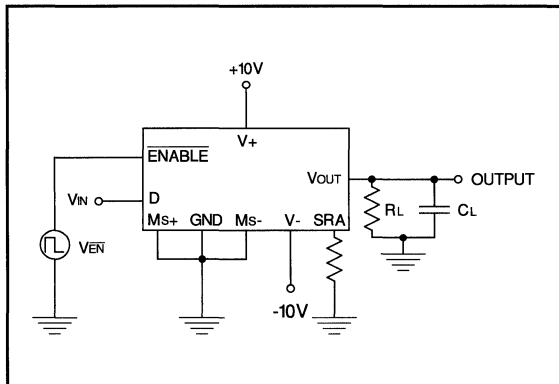 +10V
V+
ENABLE
VOUT
OUTPUT
VIN
D
MS+ GND MS- V- SRA
RL
CL
VEN
-10V